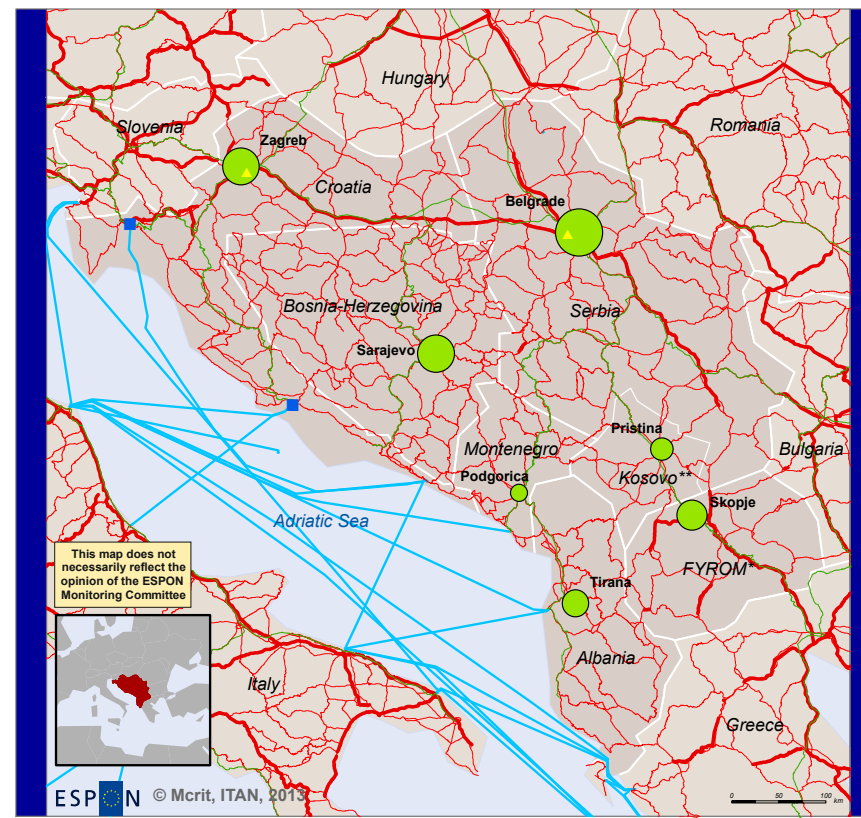 Hungary
Slovenia
Romania
Zagreb
Croatia
Belgrade
Bosnia-Herzegovina
Serbia
Sarajevo
Pristina
Montenegro
Bulgaria
Podgorica
Kosovo**
Skopje
Adriatic Sea
This map does not
necessarily reflect the
opinion of the ESPON
Monitoring Committee
FYROM*
Tirana
Albania
Italy
Greece
ESPON © Mcrit, ITAN, 2013
0 50 100
km